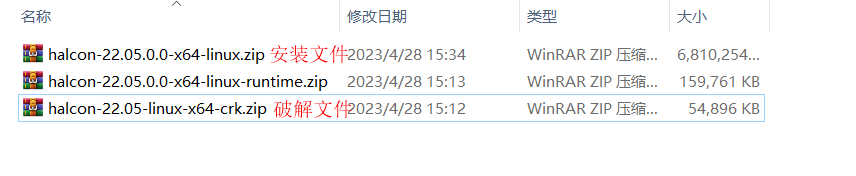 名称 修改日期 类型 大小
halcon-22.05.0.0-x64-linux.zip 安装文件 2023/4/28 15:34 WinRAR ZIP 压缩... 6,810,254...
halcon-22.05.0.0-x64-linux-runtime.zip 2023/4/28 15:13 WinRAR ZIP 压缩... 159,761 KB
halcon-22.05-linux-x64-crk.zip 破解文件 2023/4/28 15:12 WinRAR ZIP 压缩... 54,896 KB